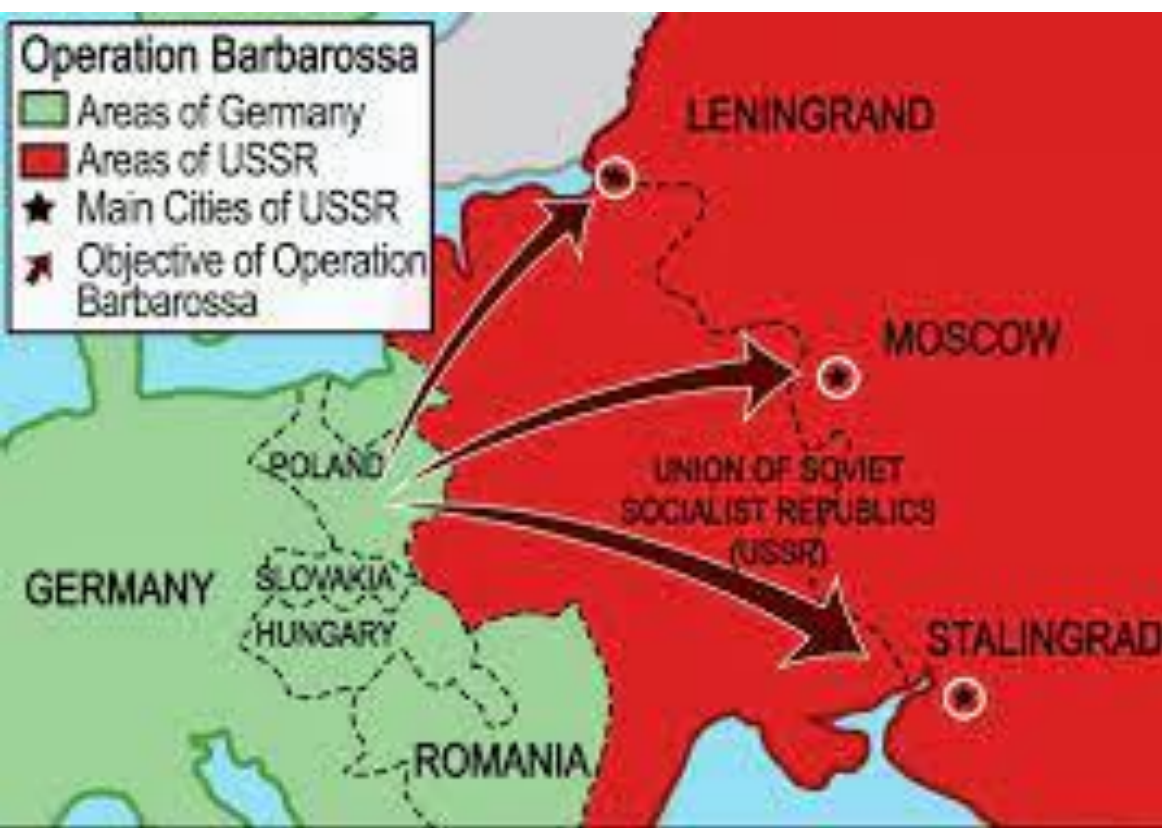 Operation Barbarossa
Areas of Germany
Areas of USSR
Main Cities of USSR
Objective of Operation
Barbarossa
LENINGRAND
MOSCOW
POLAND
UNION OF SOVIET
SOCIALIST REPUBLICS
(USSR)
GERMANY
SLOVAKIA
HUNGARY
STALINGRAD
ROMANIA